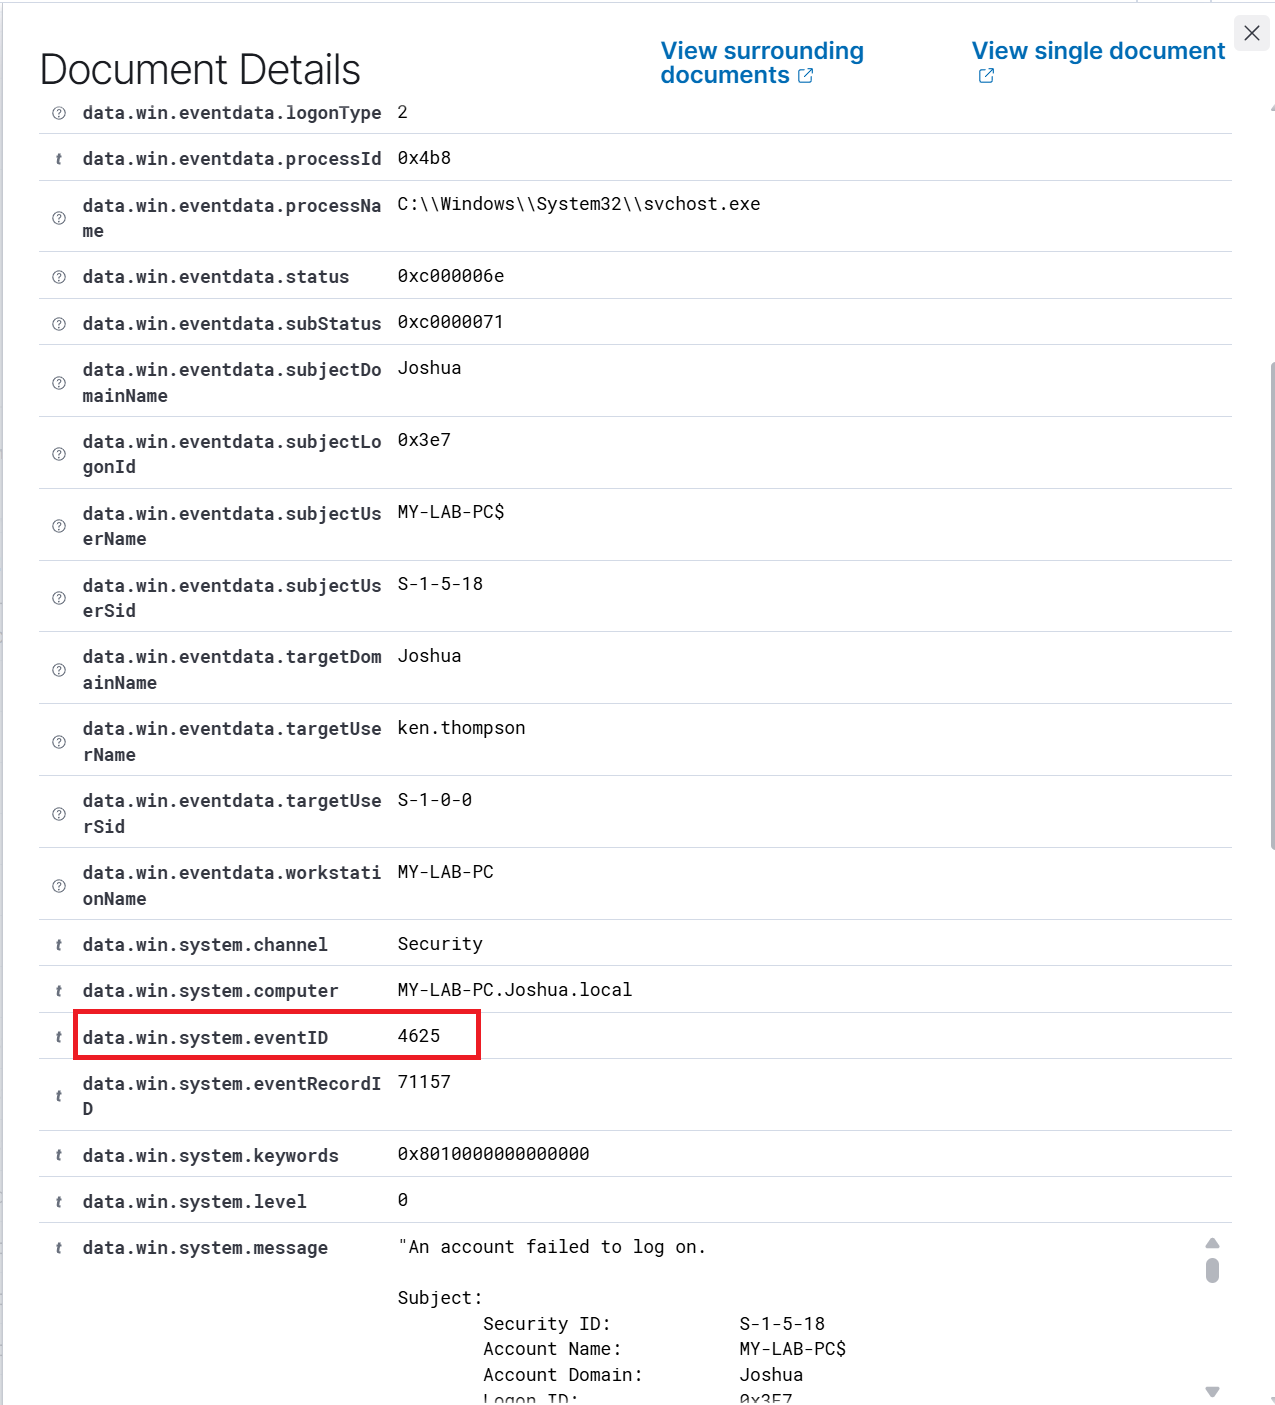 Document Details
View surrounding
documents
View single document
data.win.eventdata.logonType 2
t data.win.eventdata.processId 0x4b8
data.win.eventdata.processNa C:\\Windows\\System32\\svchost.exe
me
data.win.eventdata.status 0xc000006e
data.win.eventdata.subStatus 0xc0000071
data.win.eventdata.subjectDo Joshua
mainName
data.win.eventdata.subjectLo 0x3e7
gonId
data.win.eventdata.subjectUs MY-LAB-PC$
erName
data.win.eventdata.subjectUs S-1-5-18
erSid
data.win.eventdata.targetDom Joshua
ainName
data.win.eventdata.targetUse ken.thompson
rName
data.win.eventdata.targetUse S-1-0-0
rSid
data.win.eventdata.workstati MY-LAB-PC
onName
t data.win.system.channel Security
t data.win.system.computer MY-LAB-PC.Joshua.local
t data.win.system.eventID 4625
t data.win.system.eventRecordI 71157
D
t data.win.system.keywords 0x8010000000000000
t data.win.system.level 0
t data.win.system.message "An account failed to log on.
Subject:
Security ID: S-1-5-18
Account Name: MY-LAB-PC$
Account Domain: Joshua
Logon ID: 0x3E7